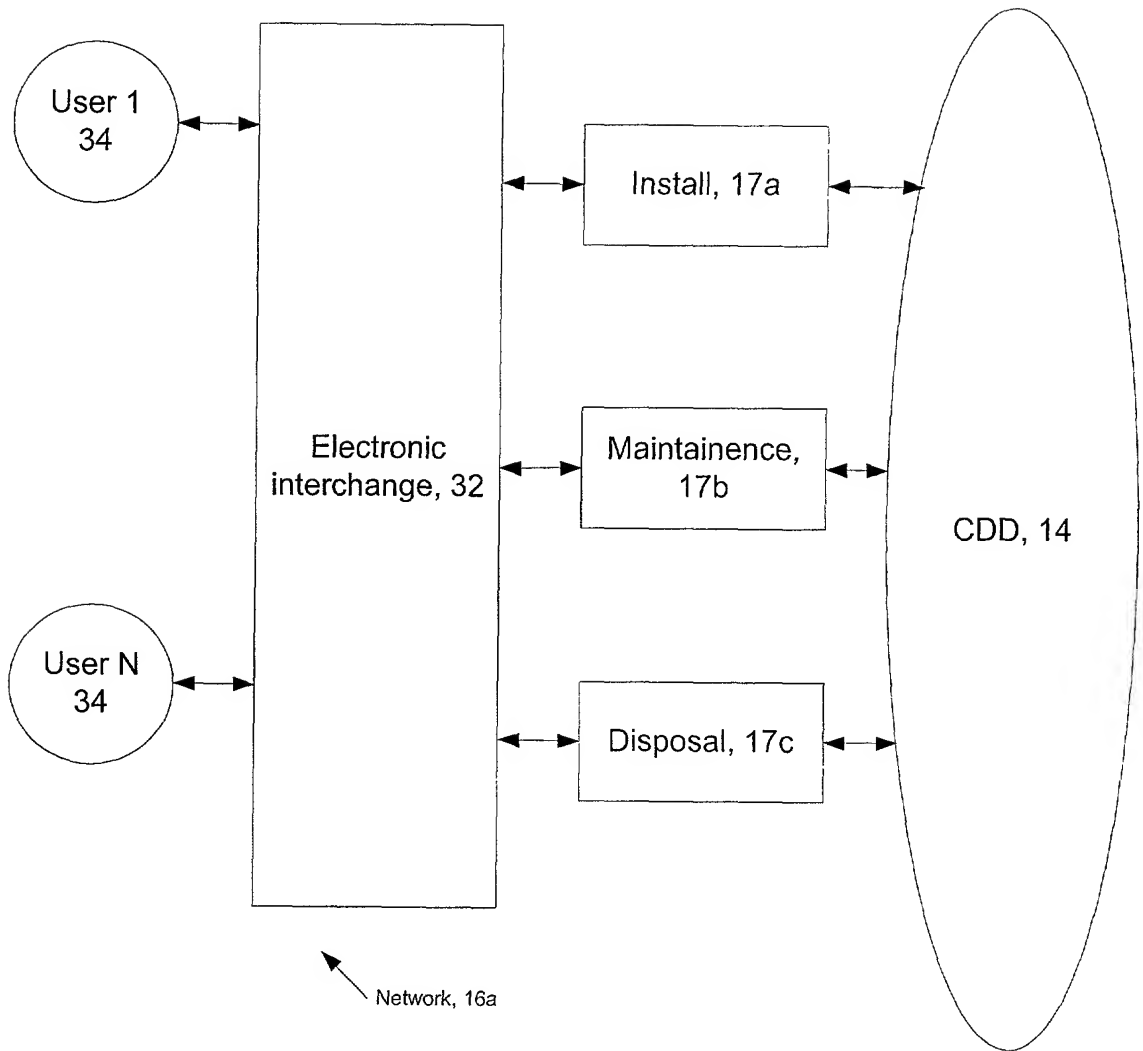 User 1
34
Install, 17a
Electronic
interchange, 32
Maintainence,
17b
CDD, 14
User N
34
Disposal, 17c
Network, 16a